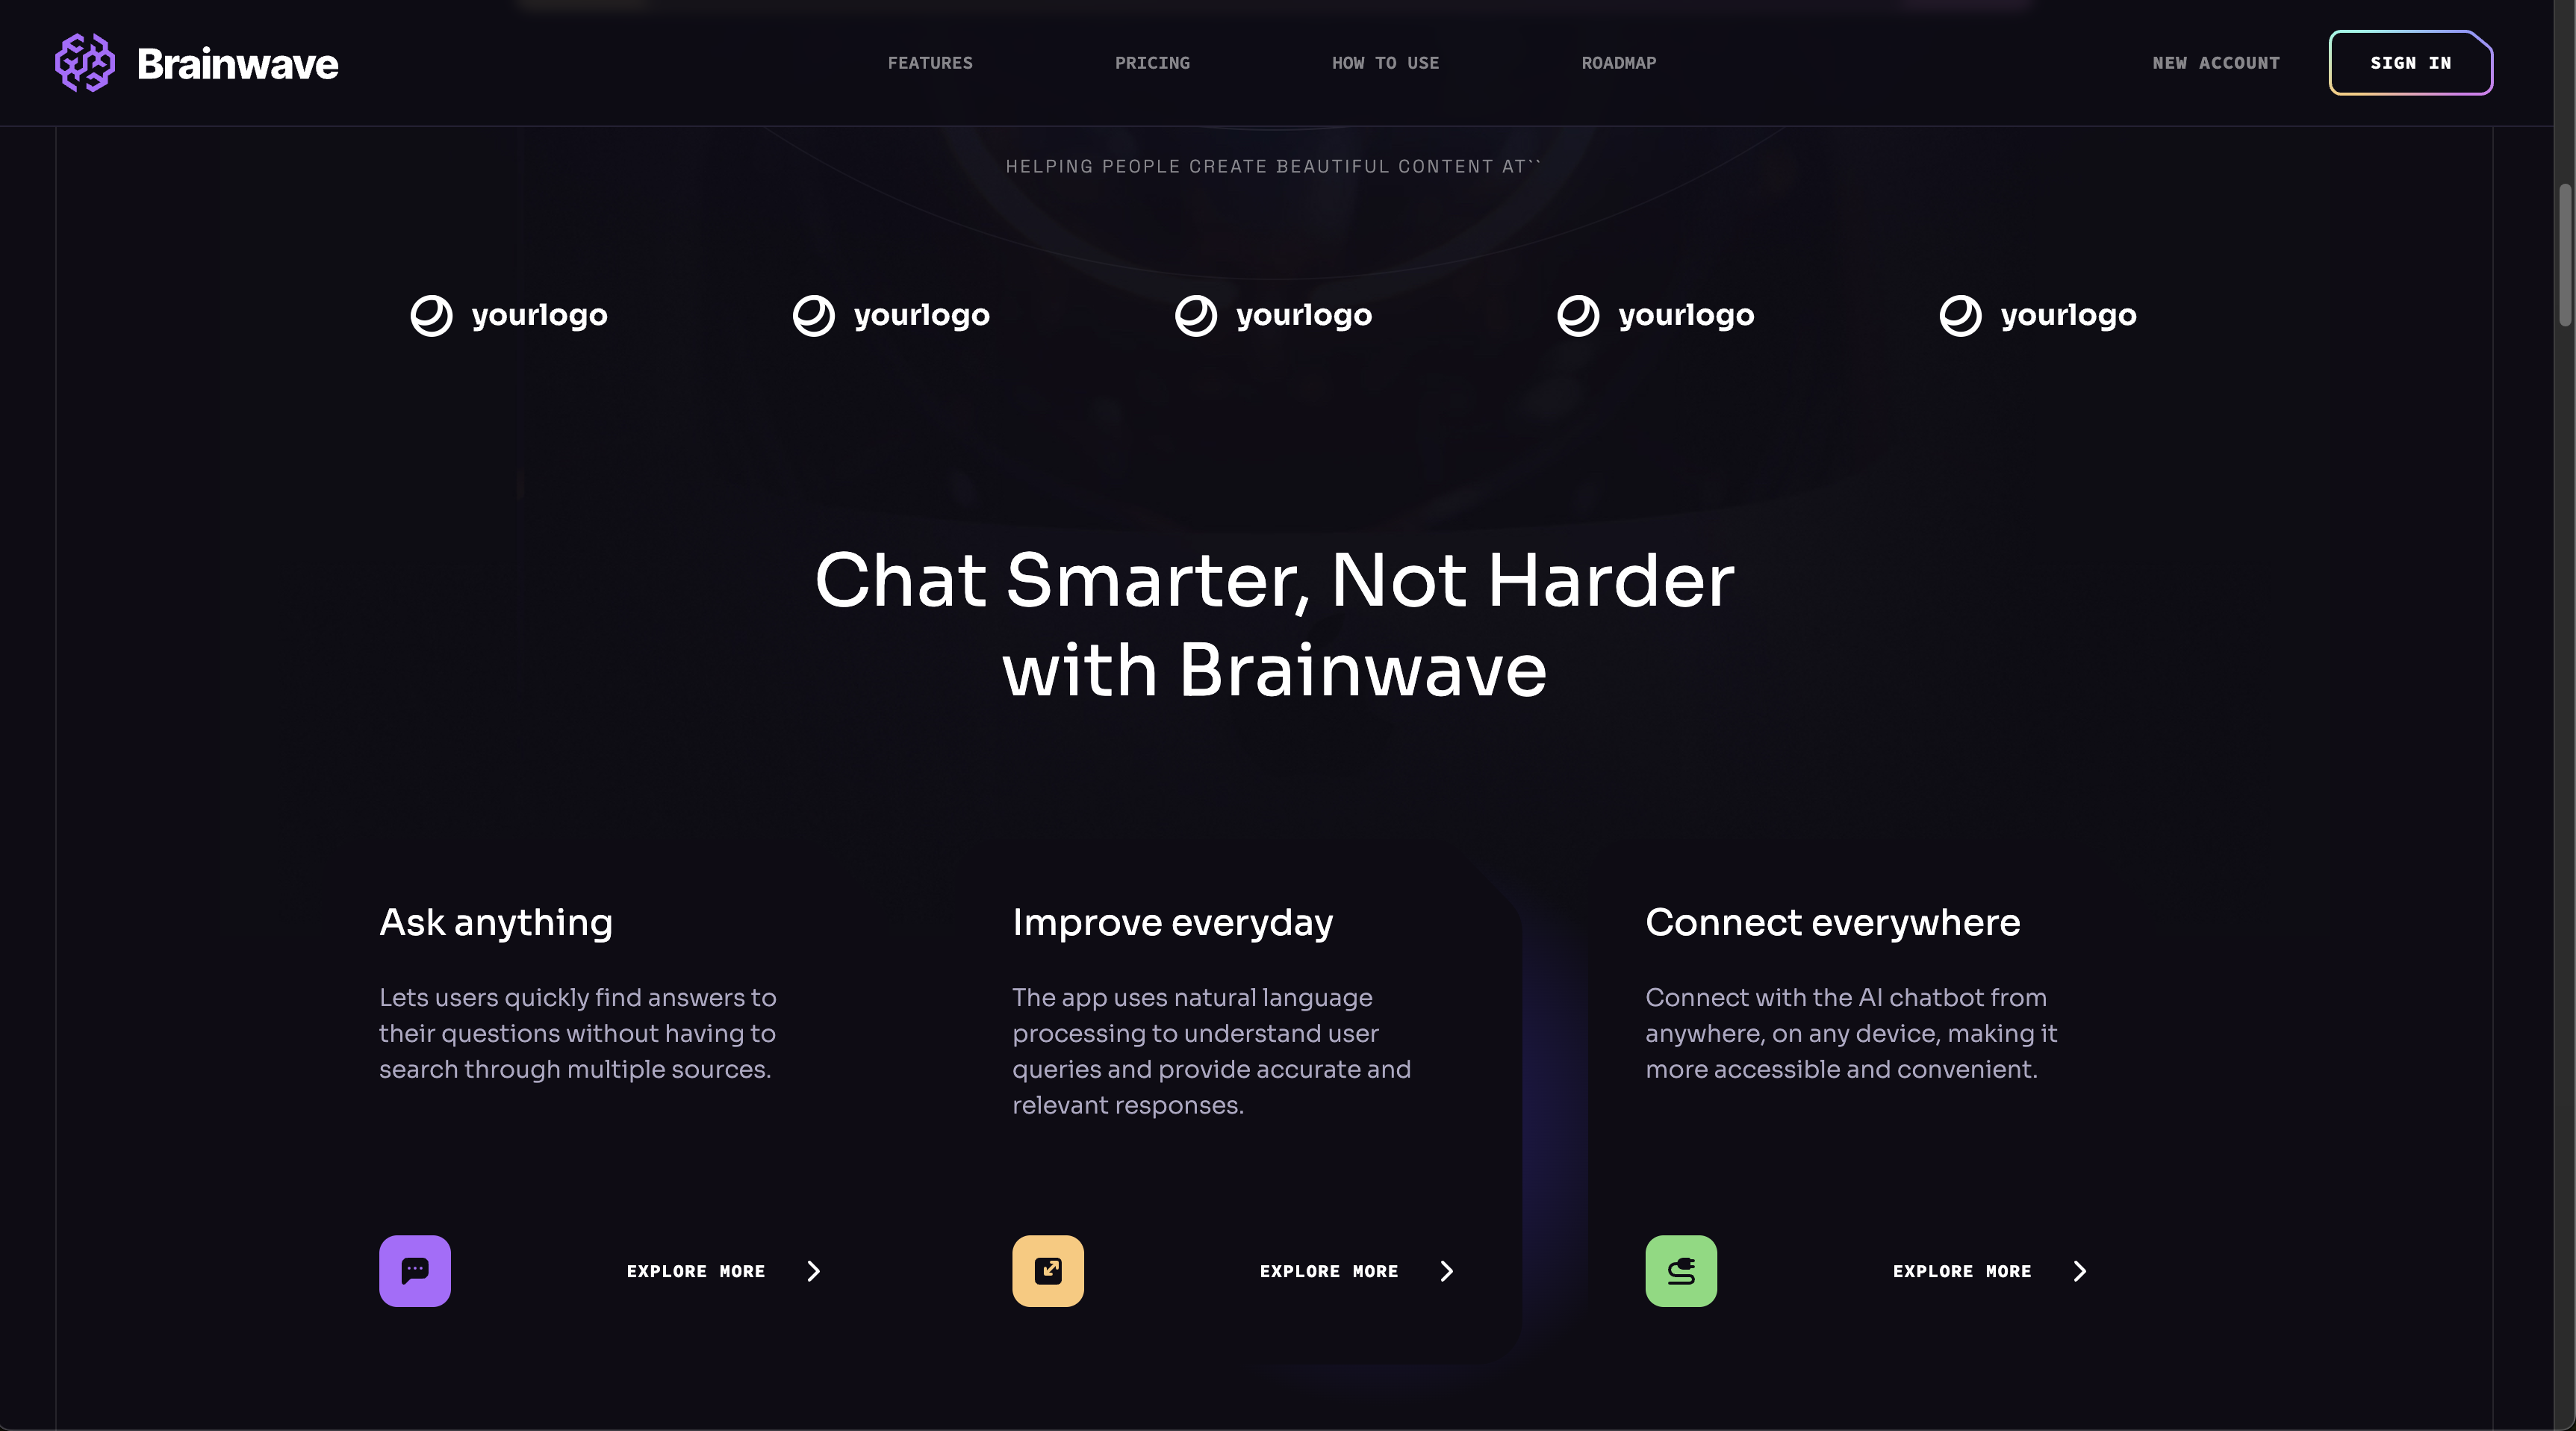 Brainwave
FEATURES
PRICING
HOW TO USE
ROADMAP
NEW ACCOUNT
SIGN IN
HELPING PEOPLE CREATE BEAUTIFUL CONTENT AT``
yourlogo
yourlogo
yourlogo
yourlogo
yourlogo
Chat Smarter, Not Harder
with Brainwave
Ask anything
Lets users quickly find answers to
their questions without having to
search through multiple sources.
EXPLORE MORE
Improve everyday
The app uses natural language
processing to understand user
queries and provide accurate and
relevant responses.
EXPLORE MORE
Connect everywhere
Connect with the AI chatbot from
anywhere, on any device, making it
more accessible and convenient.
EXPLORE MORE